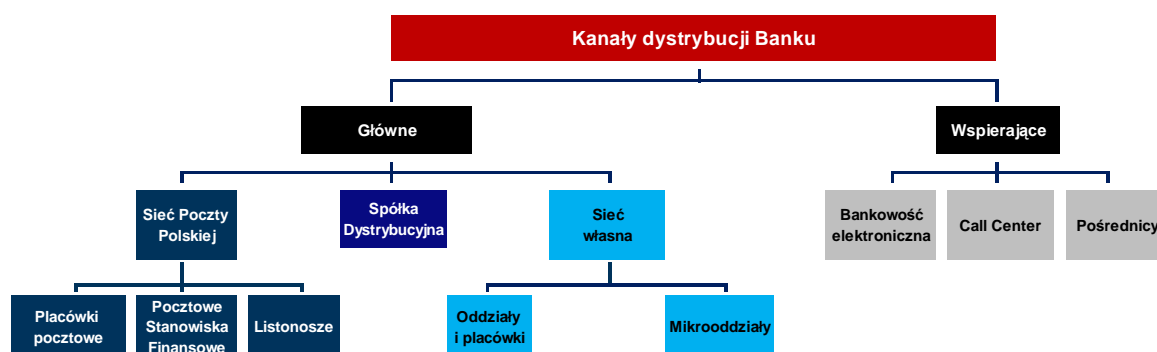 Kanały dystrybucji Banku
Główne
Wspierające
Sieć Poczty
Polskiej
Spółka
Dystrybucyjna
Sieć
własna
Bankowość
elektroniczna
Call Center
Pośrednicy
Placówki
pocztowe
Pocztowe
Stanowiska
Finansowe
Listonosze
Oddziały
i placówki
Mikrooddziały